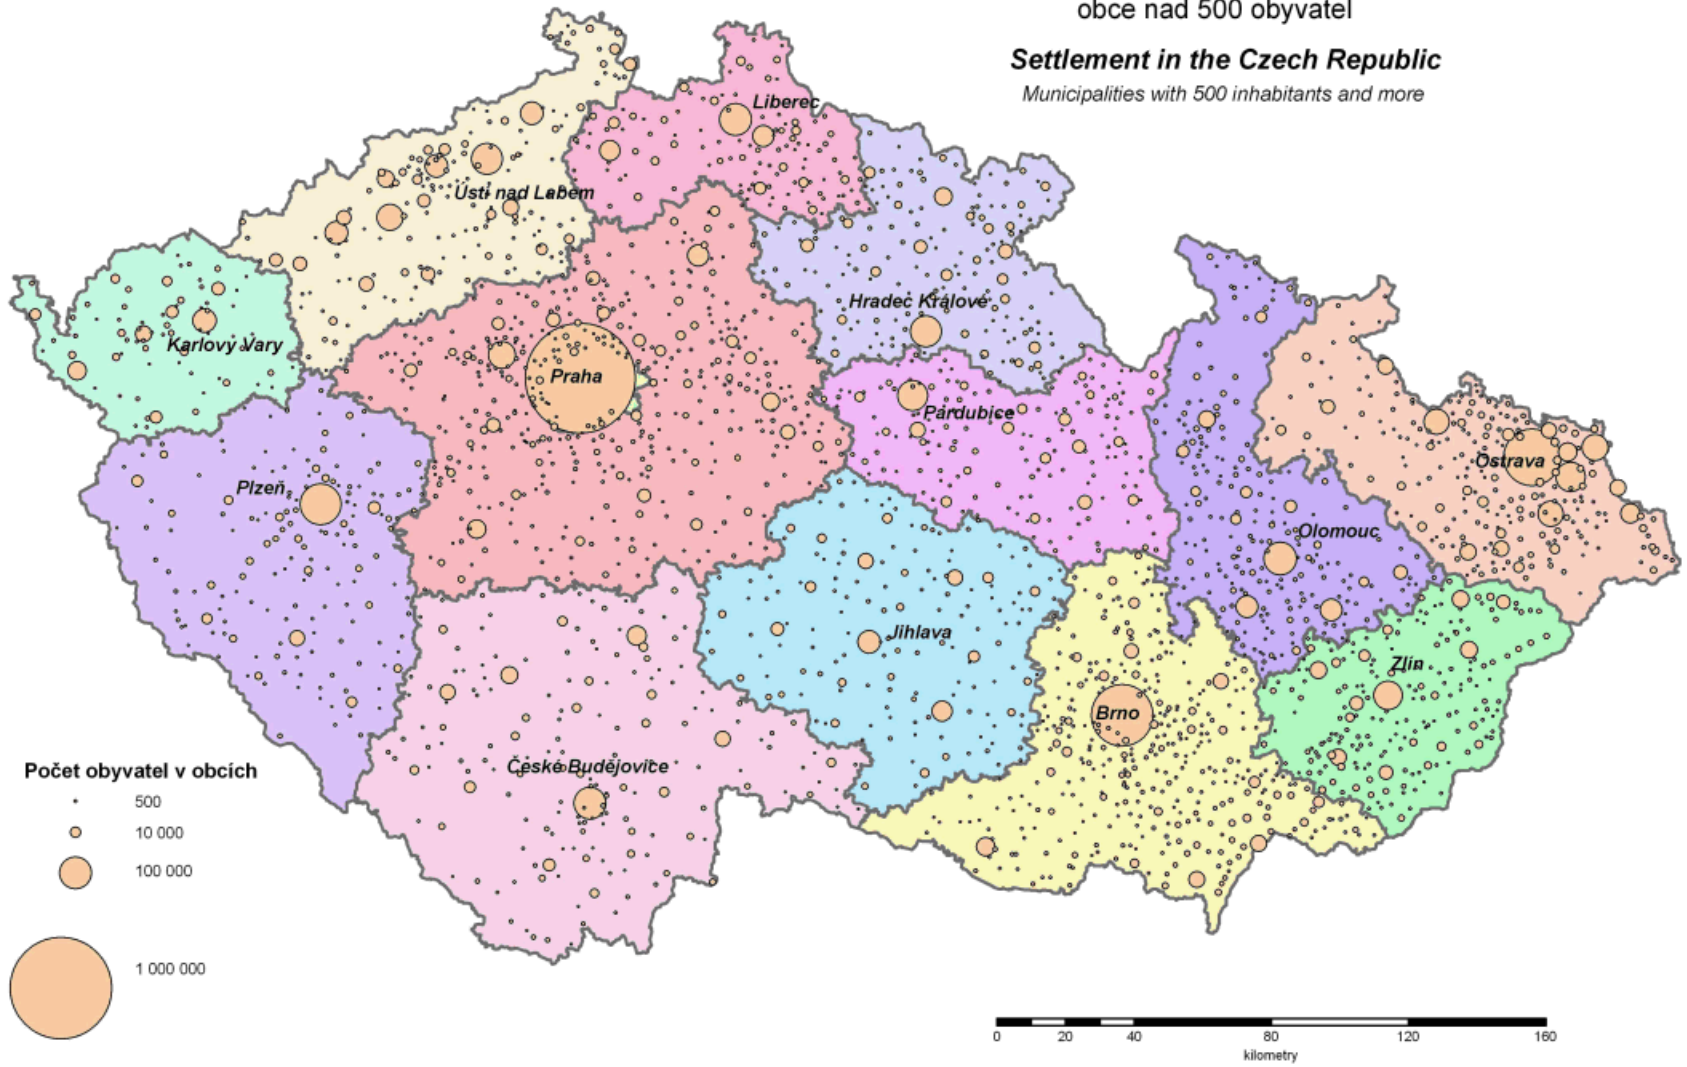 obce nad 500 obyvatel
Settlement in the Czech Republic
Municipalities with 500 inhabitants and more
Liberec
Ústí nad Labem
Hradec Králové
Karlovy Vary
Praha
Pardubice
Plzeň
Ostrava
Olomouc
Jihlava
Zlín
Brno
České Budějovice
Počet obyvatel v obcích
500
10 000
100 000
1 000 000
0 20 40 80 120 160
kilometry